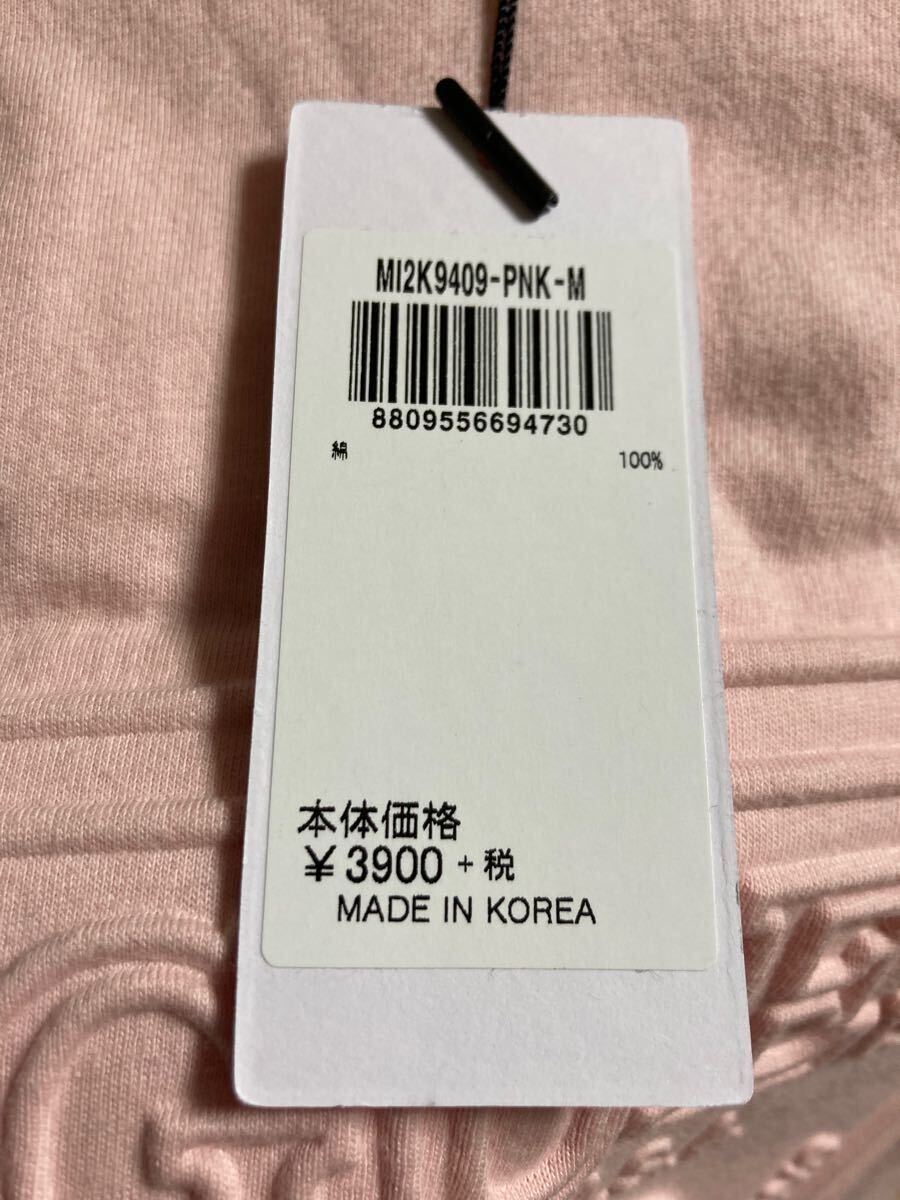 MI2K9409-PNK-M
8809556694730
綿 100%
本体価格
¥3900 + 税
MADE IN KOREA